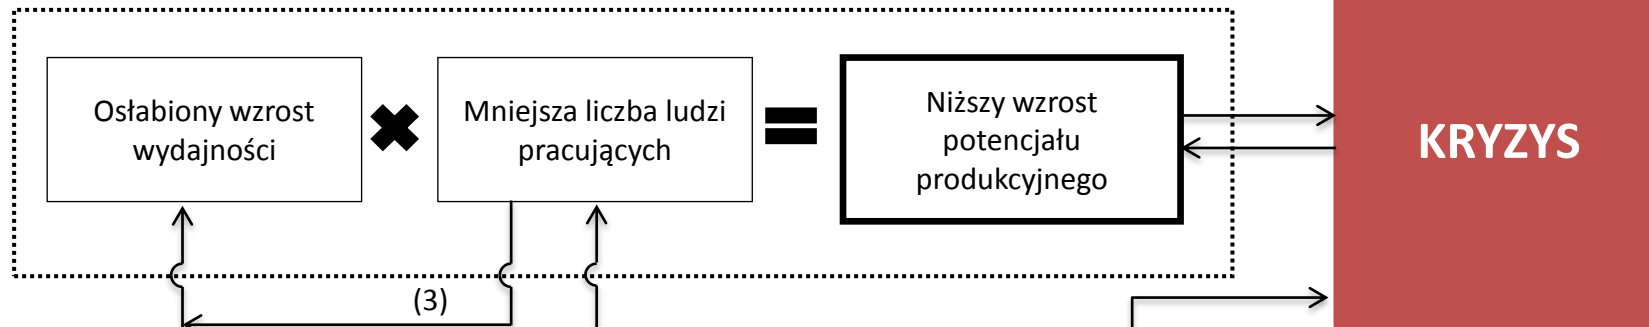 Osłabiony wzrost
wydajności
Mniejsza liczba ludzi
pracujących
Niższy wzrost
potencjału
produkcyjnego
KRYZYS
(3)